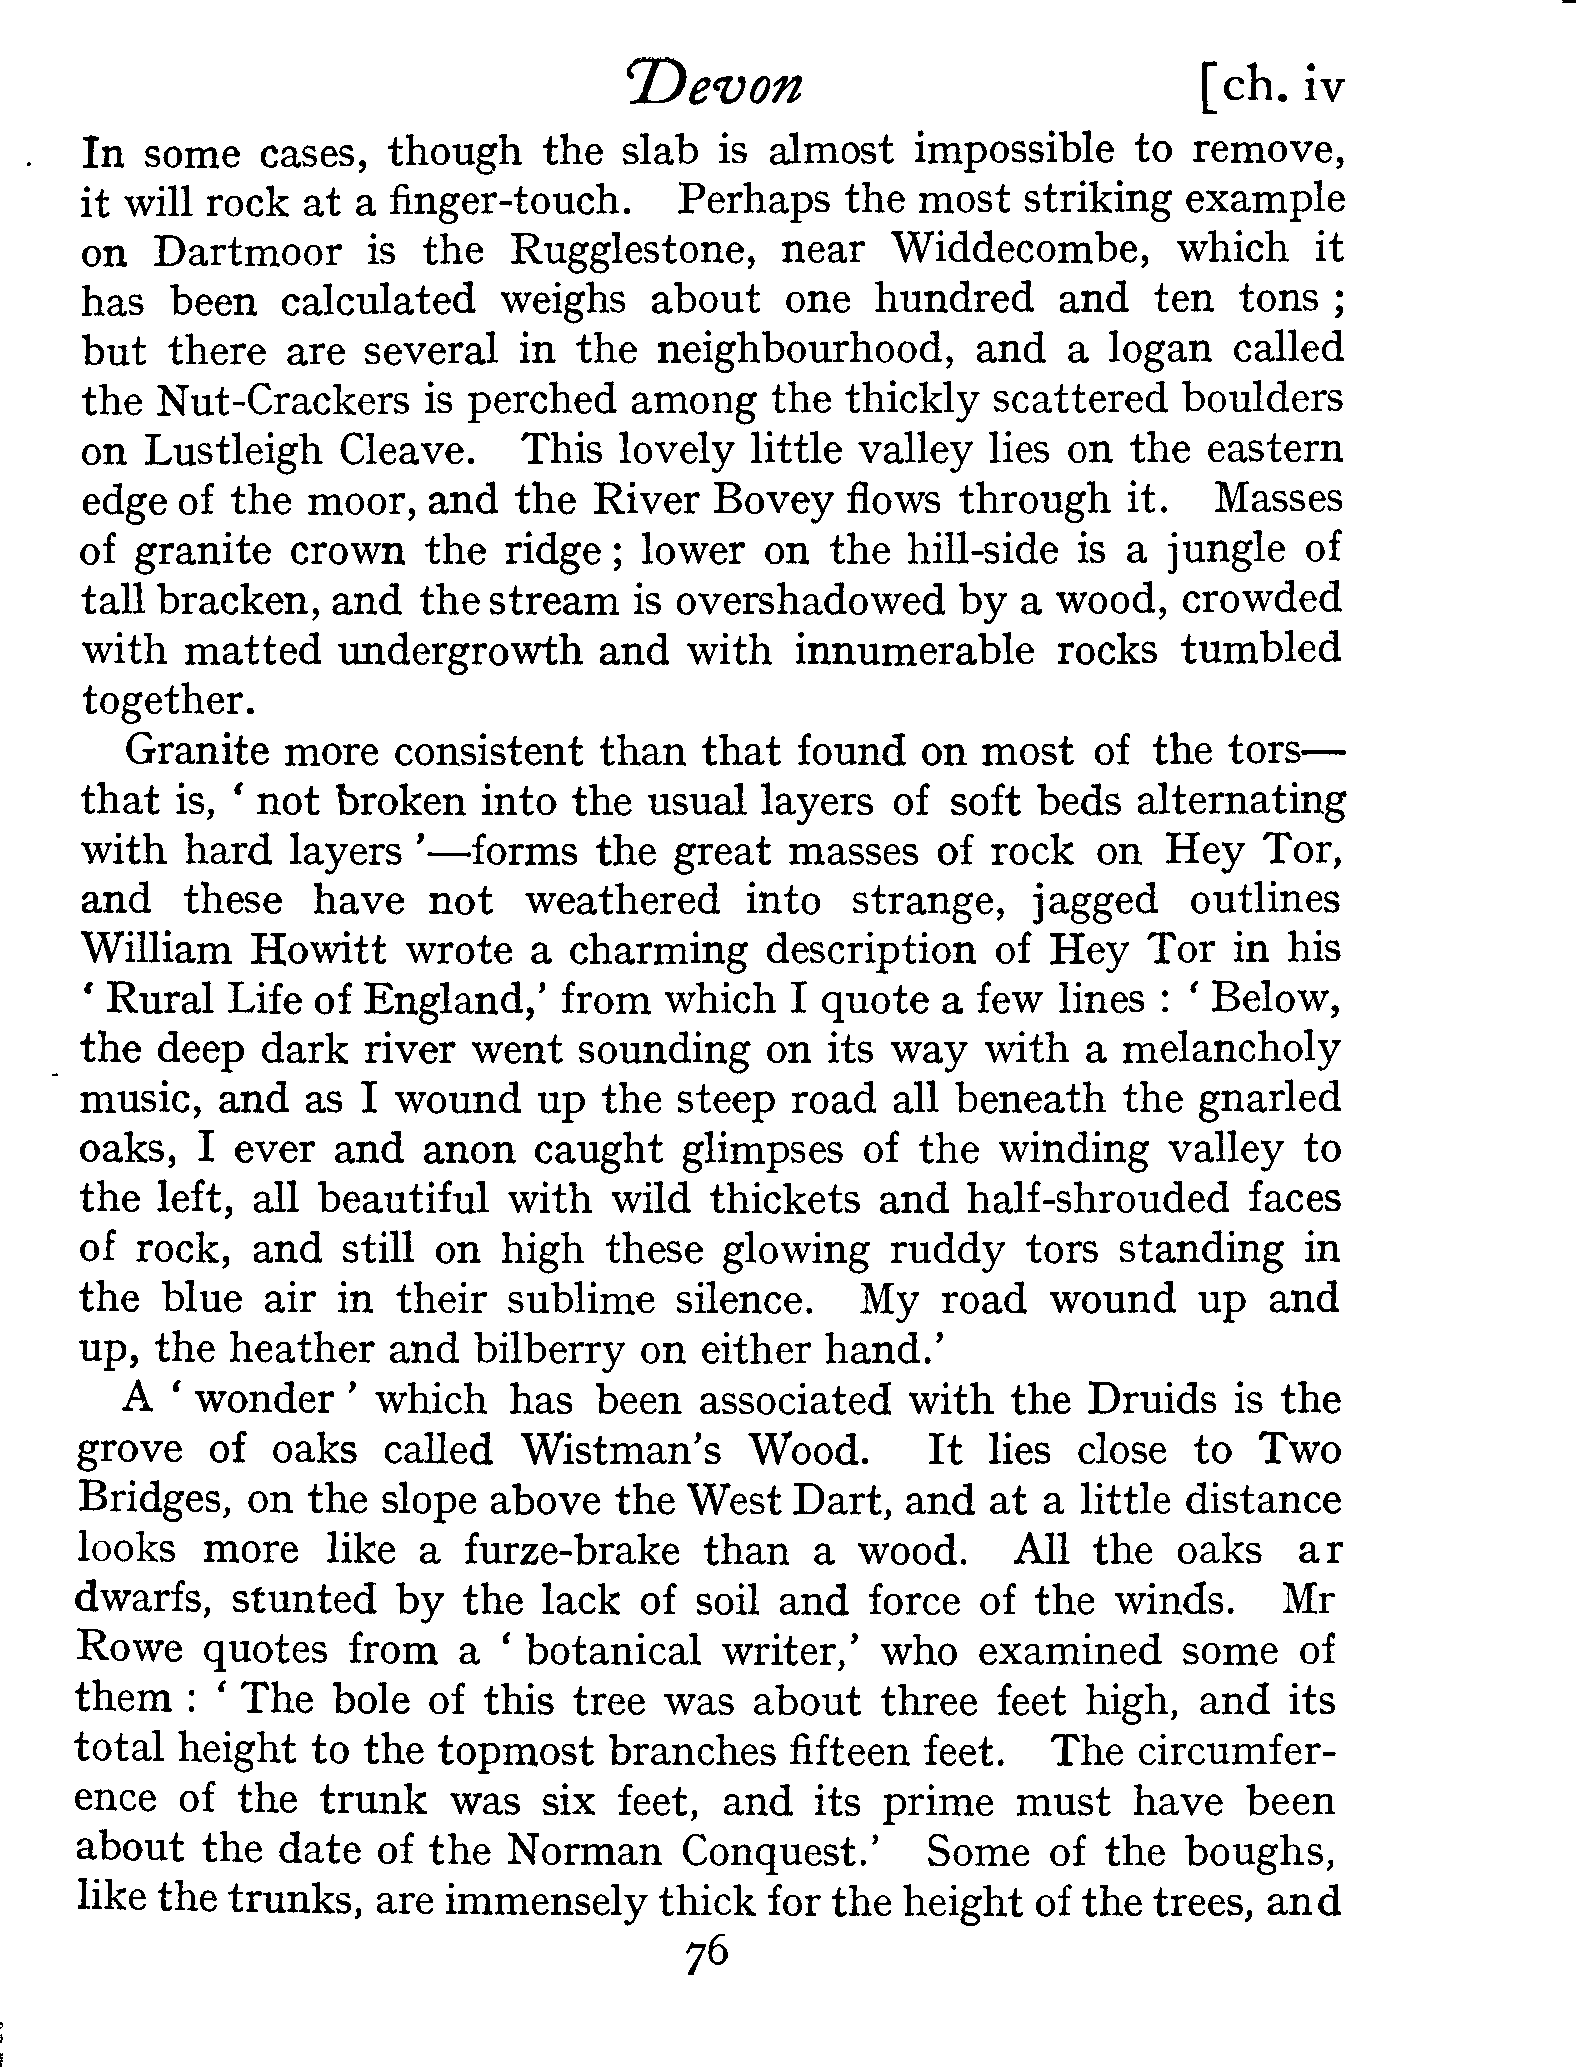 Devon [ch. iv
In some cases, though the slab is almost impossible to remove,
it will rock at a finger-touch. Perhaps the most striking example
on Dartmoor is the Rugglestone, near Widdecombe, which it
has been calculated weighs about one hundred and ten tons ;
but there are several in the neighbourhood, and a logan called
the Nut-Crackers is perched among the thickly scattered boulders
on Lustleigh Cleave. This lovely little valley lies on the eastern
edge of the moor, and the River Bovey flows through it. Masses
of granite crown the ridge ; lower on the hill-side is a jungle of
tall bracken, and the stream is overshadowed by a wood, crowded
with matted undergrowth and with innumerable rocks tumbled
together.
Granite more consistent than that found on most of the tors—
that is, ‘ not broken into the usual layers of soft beds alternating
with hard layers ’—forms the great masses of rock on Hey Tor,
and these have not weathered into strange, jagged outlines
William Howitt wrote a charming description of Hey Tor in his
‘ Rural Life of England,’ from which I quote a few lines : ‘ Below,
the deep dark river went sounding on its way with a melancholy
music, and as I wound up the steep road all beneath the gnarled
oaks, I ever and anon caught glimpses of the winding valley to
the left, all beautiful with wild thickets and half-shrouded faces
of rock, and still on high these glowing ruddy tors standing in
the blue air in their sublime silence. My road wound up and
up, the heather and bilberry on either hand.’
A ‘ wonder ’ which has been associated with the Druids is the
grove of oaks called Wistman’s Wood. It lies close to Two
Bridges, on the slope above the West Dart, and at a little distance
looks more like a furze-brake than a wood. All the oaks ar
dwarfs, stunted by the lack of soil and force of the winds. Mr
Rowe quotes from a ‘ botanical writer,’ who examined some of
them : ‘ The bole of this tree was about three feet high, and its
total height to the topmost branches fifteen feet. The circumfer-
ence of the trunk was six feet, and its prime must have been
about the date of the Norman Conquest.’ Some of the boughs,
like the trunks, are immensely thick for the height of the trees, and
76